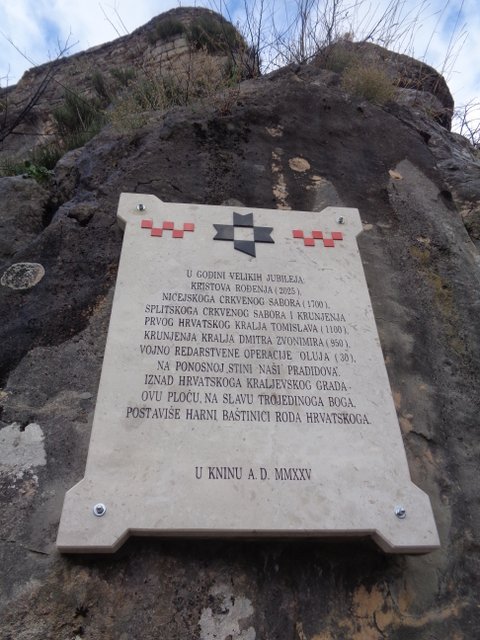 U GODINI VELIKIH JUBILEJA:
KRISTOVA ROĐENJA (2025),
NICEJSKOGA CRKVENOG SABORA (1700),
SPLITSKOGA CRKVENOG SABORA I KRUNJENJA
PRVOG HRVATSKOG KRALJA TOMISLAVA (1100),
KRUNJENJA KRALJA DMITRA ZVONIMIRA (950),
VOJNO REDARSTVENE OPERACIJE OLUJA (30),
NA PONOSNOJ STINI NAŠI PRADIDOVA,
IZNAD HRVATSKOGA KRALJEVSKOG GRADA,
OVU PLOČU, NA SLAVU TROJEDINOGA BOGA,
POSTAVIŠE HARNI BAŠTINICI RODA HRVATSKOGA.
U KNINU A.D. MMXXV